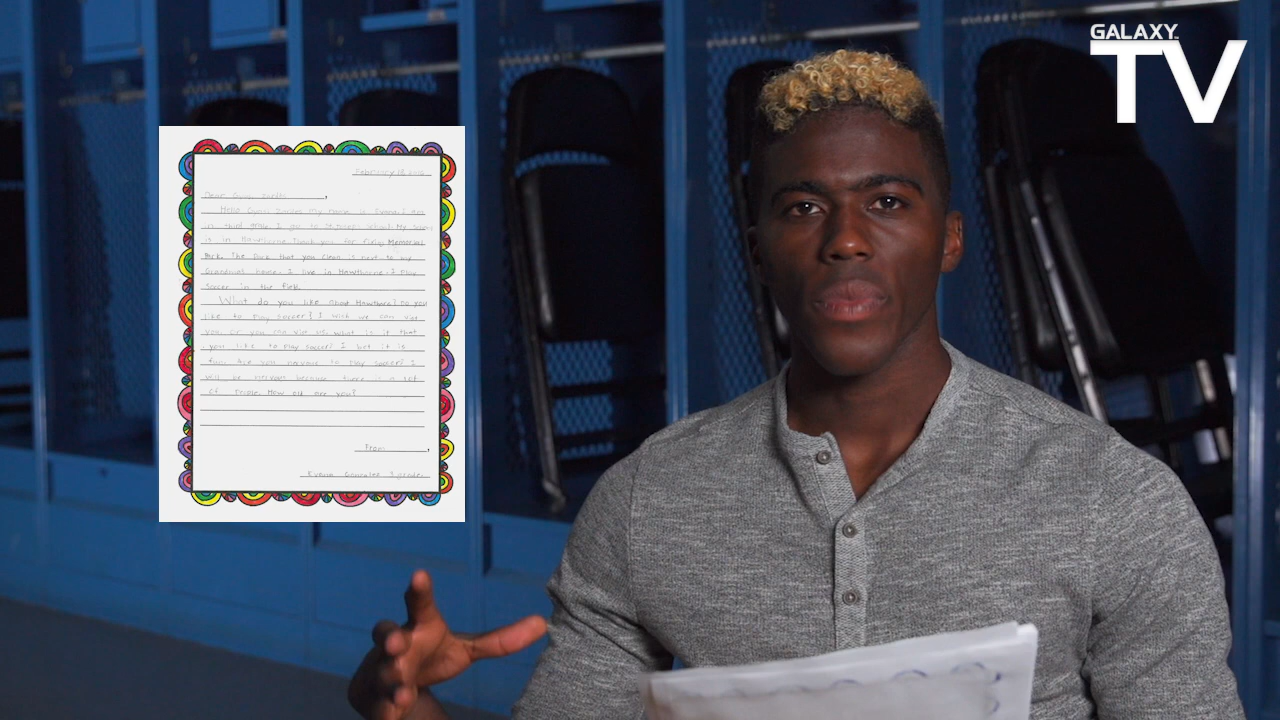 GALAXY
TV
February 18, 2016
Dear Gyasi Zardes,
Hello Gyasi Zardes my name is I am
in third grade. I go to school. My school
is in Hawthorne. Thank you for fixing Memorial
Park. The Park that you clean is next to my
Grandma's house. I live in Hawthorne. I Play
Soccer in the field.
What do you like about Hawthorne? Do you
like to Play soccer? I wish we can visit
you, or you can visit us. What is it that
you like to Play soccer? I bet it is
fun. Are you nervous to Play soccer? I
will be nervous because there is a lot
of People. How old are you?
From,
Gonzalez 3 grade